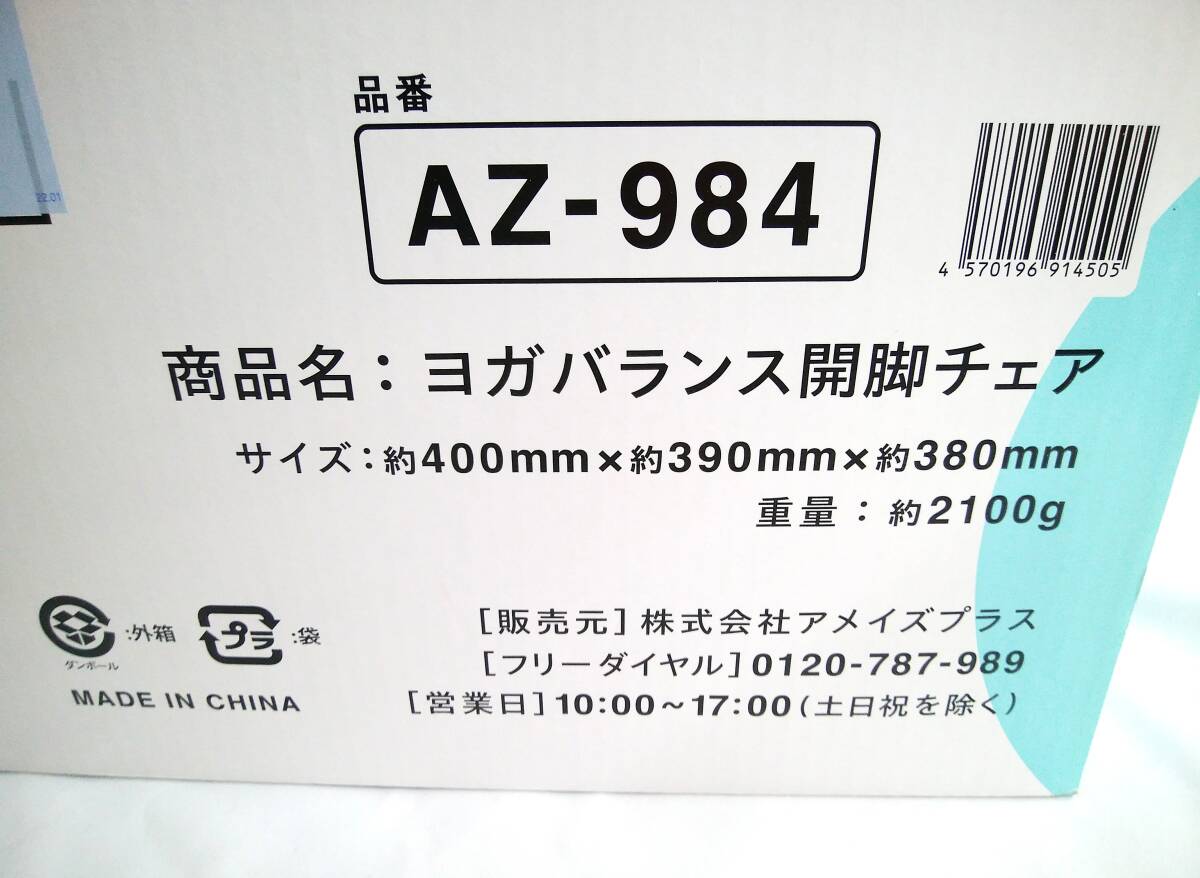 品番
AZ-984
4 570196 914505
22.01
商品名：ヨガバランス開脚チェア
サイズ：約400mm×約390mm×約380mm
重量：約2100g
ダンボール
:外箱
プラ
:袋
MADE IN CHINA
[販売元]株式会社アメイズプラス
[フリーダイヤル]0120-787-989
[営業日]10:00〜17:00(土日祝を除く)